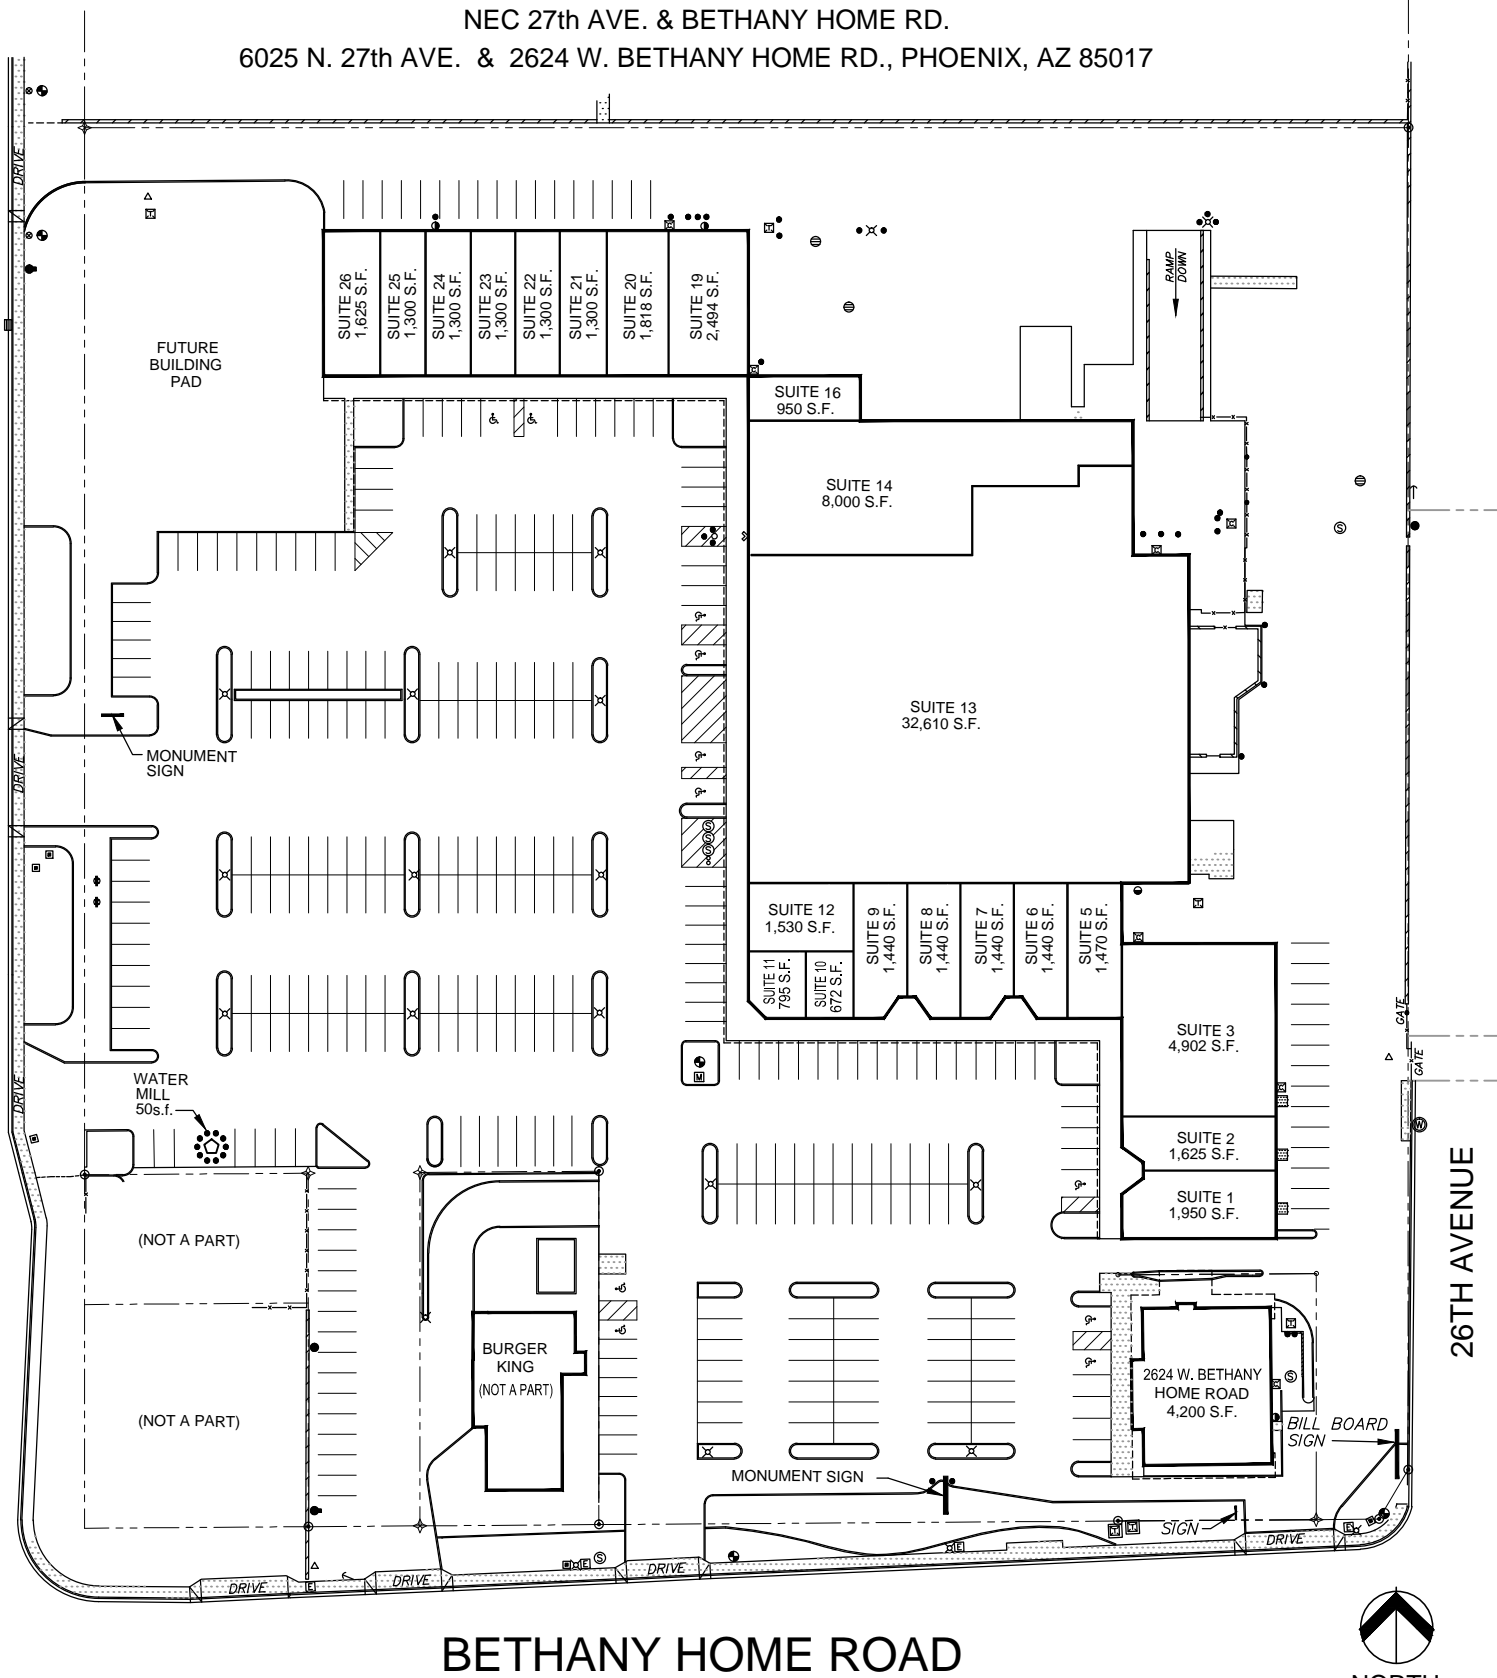 NEC 27th AVE. & BETHANY HOME RD.
6025 N. 27th AVE. & 2624 W. BETHANY HOME RD., PHOENIX, AZ 85017
DRIVE
FUTURE
BUILDING
PAD
SUITE 26
1,625 S.F.
SUITE 25
1,300 S.F.
SUITE 24
1,300 S.F.
SUITE 23
1,300 S.F.
SUITE 22
1,300 S.F.
SUITE 21
1,300 S.F.
SUITE 20
1,818 S.F.
SUITE 19
2,494 S.F.
RAMP
DOWN
SUITE 16
950 S.F.
SUITE 14
8,000 S.F.
SUITE 13
32,610 S.F.
MONUMENT
SIGN
DRIVE
SUITE 12
1,530 S.F.
SUITE 11
795 S.F.
SUITE 10
672 S.F.
SUITE 9
1,440 S.F.
SUITE 8
1,440 S.F.
SUITE 7
1,440 S.F.
SUITE 6
1,440 S.F.
SUITE 5
1,470 S.F.
SUITE 3
4,902 S.F.
GATE
GATE
DRIVE
WATER
MILL
50s.f.
SUITE 2
1,625 S.F.
SUITE 1
1,950 S.F.
26TH AVENUE
(NOT A PART)
BURGER
KING
(NOT A PART)
2624 W. BETHANY
HOME ROAD
4,200 S.F.
(NOT A PART)
BILL BOARD
SIGN
MONUMENT SIGN
SIGN
DRIVE
DRIVE
DRIVE
DRIVE
BETHANY HOME ROAD
NORTH